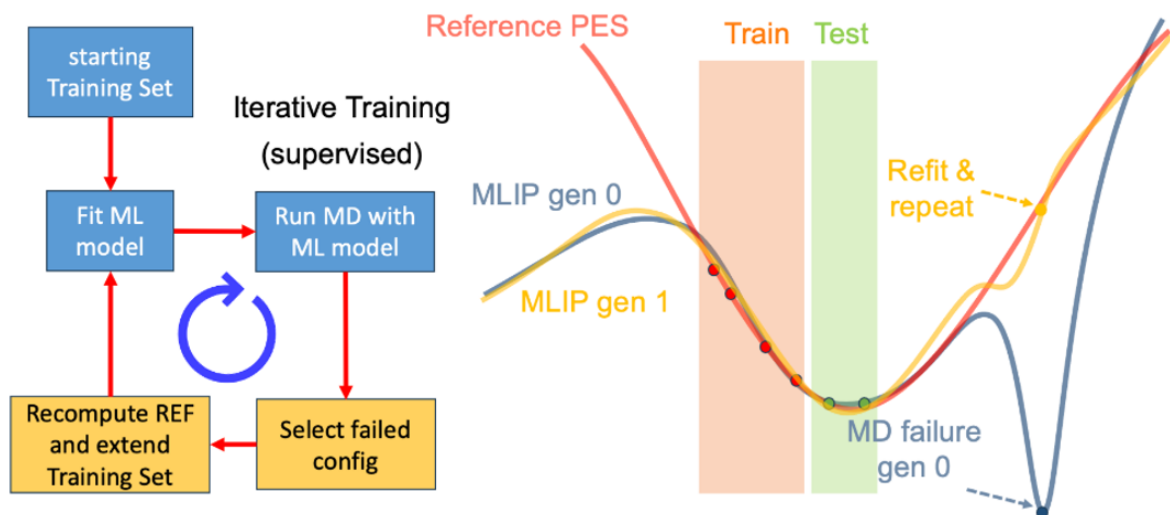 starting
Training Set
Iterative Training
(supervised)
Fit ML
model
Run MD with
ML model
Recompute REF
and extend
Training Set
Select failed
config
Reference PES
Train
Test
MLIP gen 0
MLIP gen 1
Refit &
repeat
MD failure
gen 0